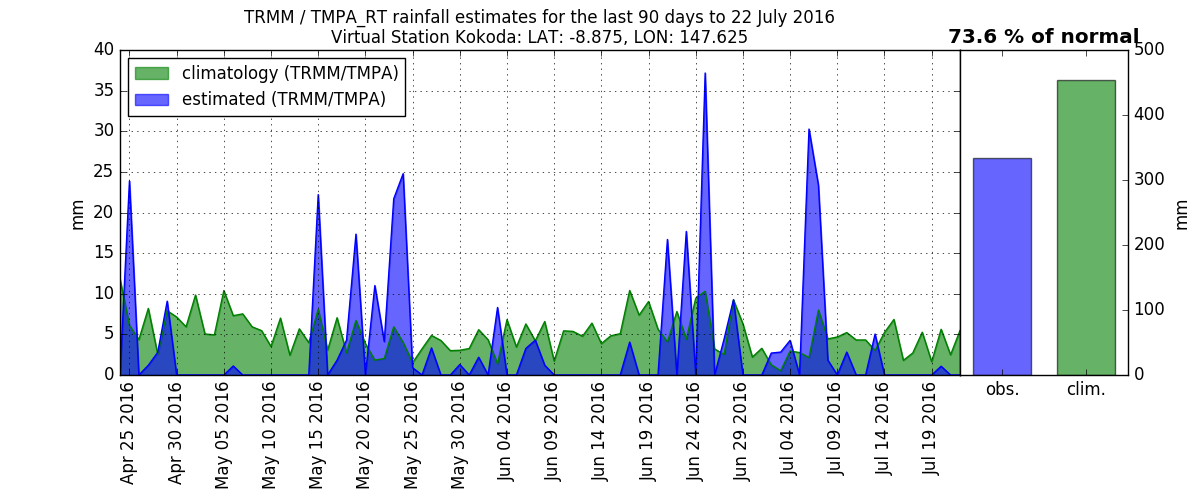 TRMM / TMPA_RT rainfall estimates for the last 90 days to 22 July 2016
Virtual Station Kokoda: LAT: -8.875, LON: 147.625
73.6 % of normal
climatology (TRMM/TMPA)
estimated (TRMM/TMPA)
40
35
30
25
20
15
10
5
0
mm
Apr 25 2016
Apr 30 2016
May 05 2016
May 10 2016
May 15 2016
May 20 2016
May 25 2016
May 30 2016
Jun 04 2016
Jun 09 2016
Jun 14 2016
Jun 19 2016
Jun 24 2016
Jun 29 2016
Jul 04 2016
Jul 09 2016
Jul 14 2016
Jul 19 2016
obs.
clim.
500
400
300
200
100
0
mm